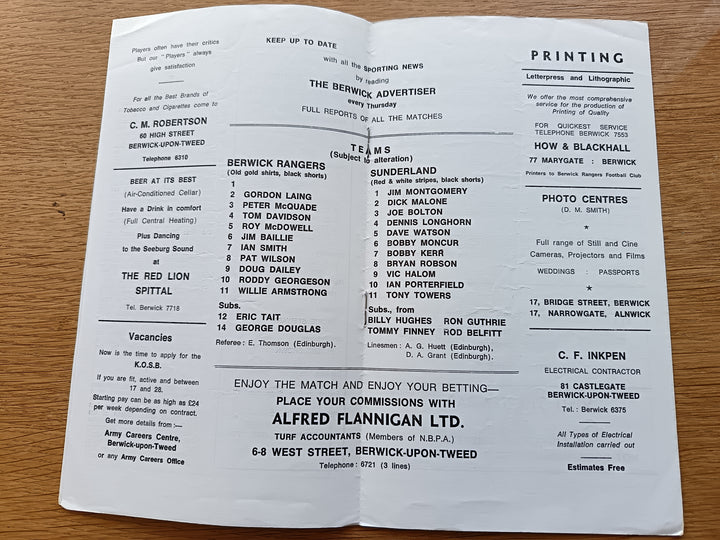 Players often have their critics
But our "Players" always
give satisfaction
For all the Best Brands of
Tobacco and Cigarettes come to
C. M. ROBERTSON
60 HIGH STREET
BERWICK-UPON-TWEED
Telephone 6310
BEER AT ITS BEST
(Air-Conditioned Cellar)
Have a Drink in comfort
(Full Central Heating)
Plus Dancing
to the Seeburg Sound
at
THE RED LION
SPITTAL
Tel. Berwick 7718
Vacancies
Now is the time to apply for the
K.O.S.B.
If you are fit, active and between
17 and 28.
Starting pay can be as high as £24
per week depending on contract.
Get more details from :—
Army Careers Centre,
Berwick-upon-Tweed
or any Army Careers Office
KEEP UP TO DATE
with all the SPORTING NEWS
by reading
THE BERWICK ADVERTISER
every Thursday
FULL REPORTS OF ALL THE MATCHES
TEAMS
(Subject to alteration)
BERWICK RANGERS
(Old gold shirts, black shorts)
1
2 GORDON LAING
3 PETER McQUADE
4 TOM DAVIDSON
5 ROY McDOWELL
6 JIM BAILLIE
7 IAN SMITH
8 PAT WILSON
9 DOUG DAILEY
10 RODDY GEORGESON
11 WILLIE ARMSTRONG
Subs.
12 ERIC TAIT
14 GEORGE DOUGLAS
Referee : E. Thomson (Edinburgh).
SUNDERLAND
(Red & white stripes, black shorts)
1 JIM MONTGOMERY
2 DICK MALONE
3 JOE BOLTON
4 DENNIS LONGHORN
5 DAVE WATSON
6 BOBBY MONCUR
7 BOBBY KERR
8 BRYAN ROBSON
9 VIC HALOM
10 IAN PORTERFIELD
11 TONY TOWERS
Subs., from
BILLY HUGHES RON GUTHRIE
TOMMY FINNEY ROD BELFITT
Linesmen : A. G. Huett (Edinburgh).
D. A. Grant (Edinburgh).
ENJOY THE MATCH AND ENJOY YOUR BETTING—
PLACE YOUR COMMISSIONS WITH
ALFRED FLANNIGAN LTD.
TURF ACCOUNTANTS (Members of N.B.P.A.)
6-8 WEST STREET, BERWICK-UPON-TWEED
Telephone : 6721 (3 lines)
PRINTING
Letterpress and Lithographic
We offer the most comprehensive
service for the production of
Printing of Quality
FOR QUICKEST SERVICE
TELEPHONE BERWICK 7553
HOW & BLACKHALL
77 MARYGATE : BERWICK
Printers to Berwick Rangers Football Club
PHOTO CENTRES
(D. M. SMITH)
*
Full range of Still and Cine
Cameras, Projectors and Films
WEDDINGS : PASSPORTS
*
17, BRIDGE STREET, BERWICK
17, NARROWGATE, ALNWICK
C. F. INKPEN
ELECTRICAL CONTRACTOR
81 CASTLEGATE
BERWICK-UPON-TWEED
Tel. : Berwick 6375
All Types of Electrical
Installation carried out
Estimates Free